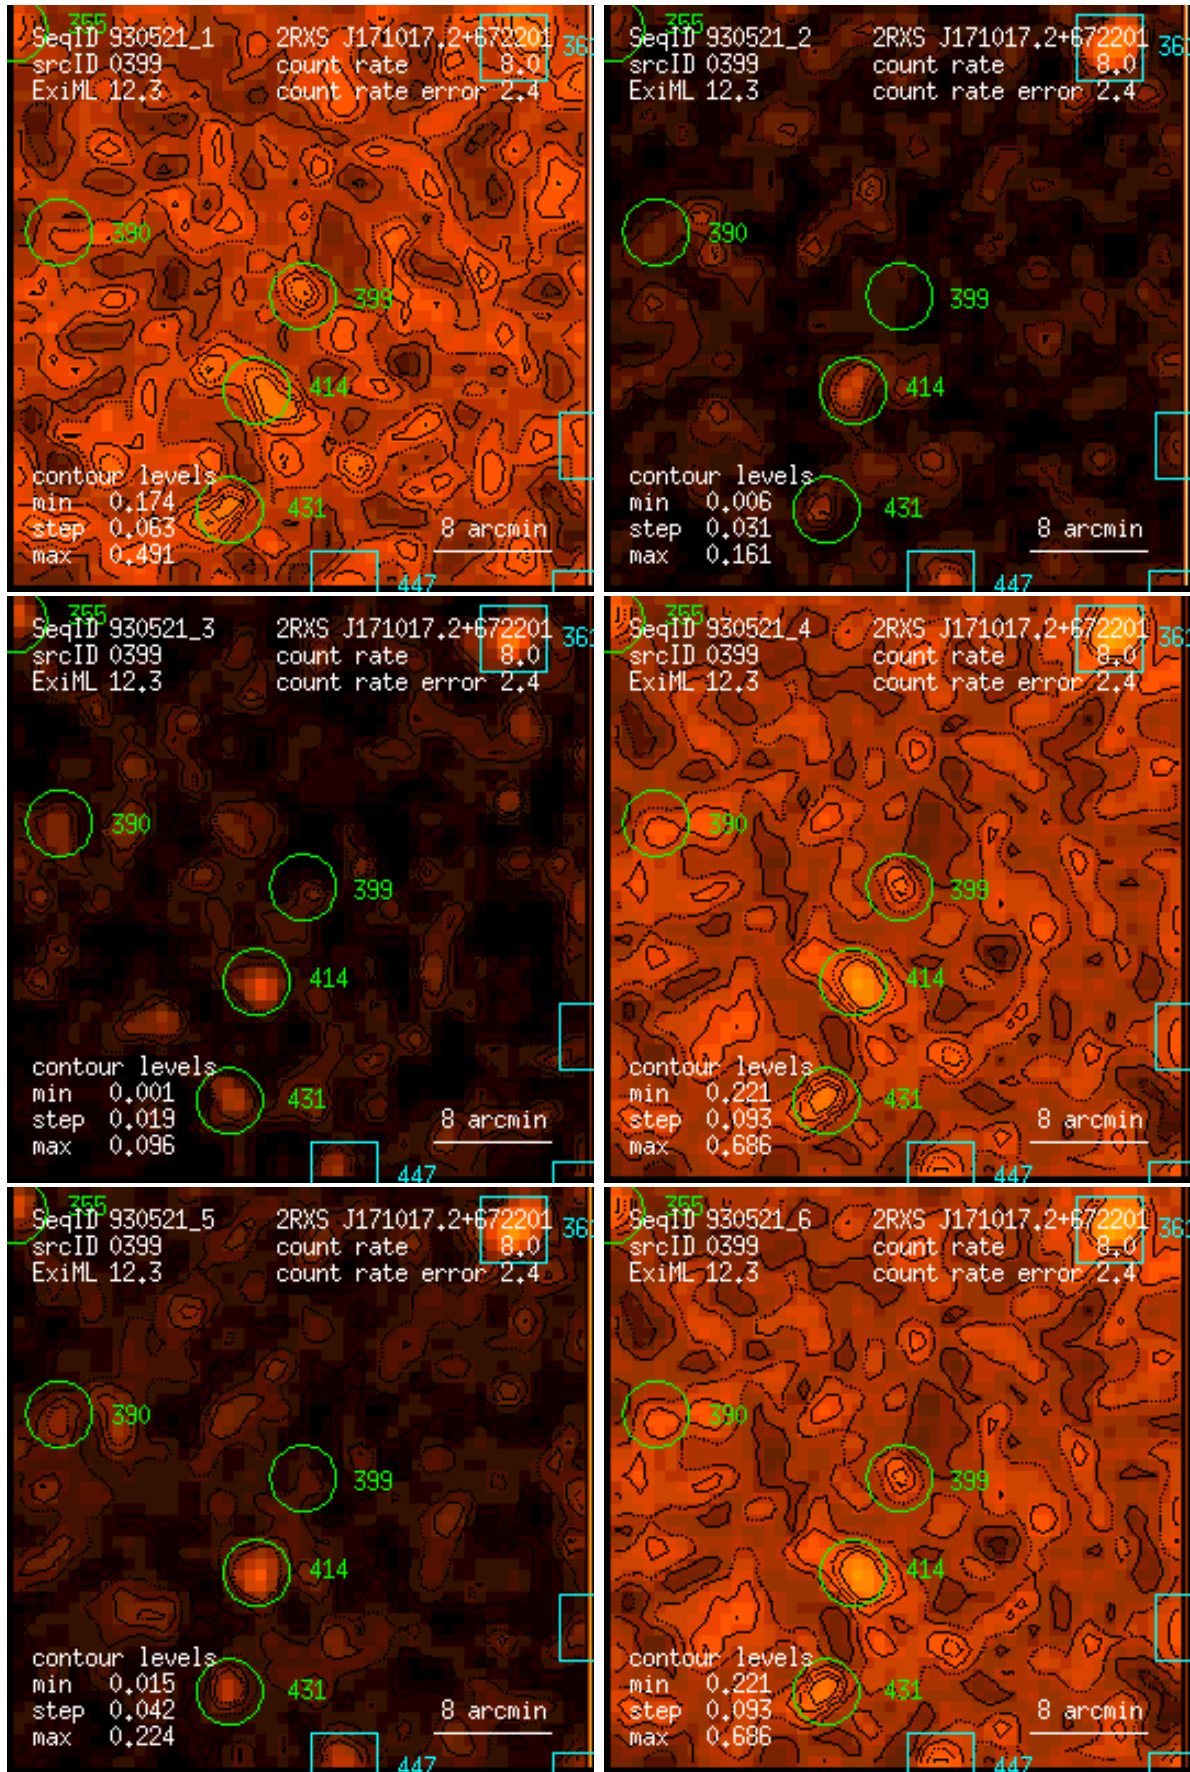 355
SeqID 930521_1 2RXS J171017.2+672201 361
srcID 0399 count rate 8.0
ExiML 12.3 count rate error 2.4
390
399
414
contour levels
min 0.174 431
step 0.063 8 arcmin
max 0.491
447
SeqID 930521_2 2RXS J171017.2+672201 361
srcID 0399 count rate 8.0
ExiML 12.3 count rate error 2.4
390
399
414
contour levels
min 0.006 431
step 0.031 8 arcmin
max 0.161
447
355
SeqID 930521_3 2RXS J171017.2+672201 361
srcID 0399 count rate 8.0
ExiML 12.3 count rate error 2.4
390
399
414
contour levels
min 0.001 431
step 0.019 8 arcmin
max 0.096
447
SeqID 930521_4 2RXS J171017.2+672201 361
srcID 0399 count rate 8.0
ExiML 12.3 count rate error 2.4
390
399
414
contour levels
min 0.221 431
step 0.093 8 arcmin
max 0.686
447
355
SeqID 930521_5 2RXS J171017.2+672201 361
srcID 0399 count rate 8.0
ExiML 12.3 count rate error 2.4
390
399
414
contour levels
min 0.015 431
step 0.042 8 arcmin
max 0.224
447
SeqID 930521_6 2RXS J171017.2+672201 361
srcID 0399 count rate 8.0
ExiML 12.3 count rate error 2.4
390
399
414
contour levels
min 0.221 431
step 0.093 8 arcmin
max 0.686
447